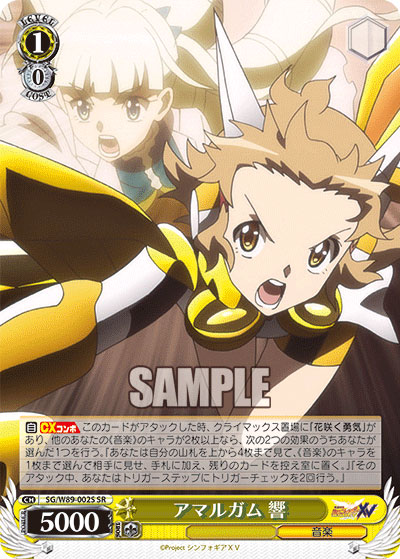 LEVEL
1
0
COST
SAMPLE
自 CXコンボ このカードがアタックした時、クライマックス置場に「花咲く勇気」が
あり、他のあなたの《音楽》のキャラが2枚以上なら、次の2つの効果のうちあなたが
選んだ1つを行う。『あなたは自分の山札を上から4枚まで見て、《音楽》のキャラを
1枚まで選んで相手に見せ、手札に加え、残りのカードを控え室に置く。』『その
アタック中、あなたはトリガーステップにトリガーチェックを2回行う。』
CH SG/W89-002S SR
アマルガム 響
5000
音楽
XV
©Project シンフォギアXV